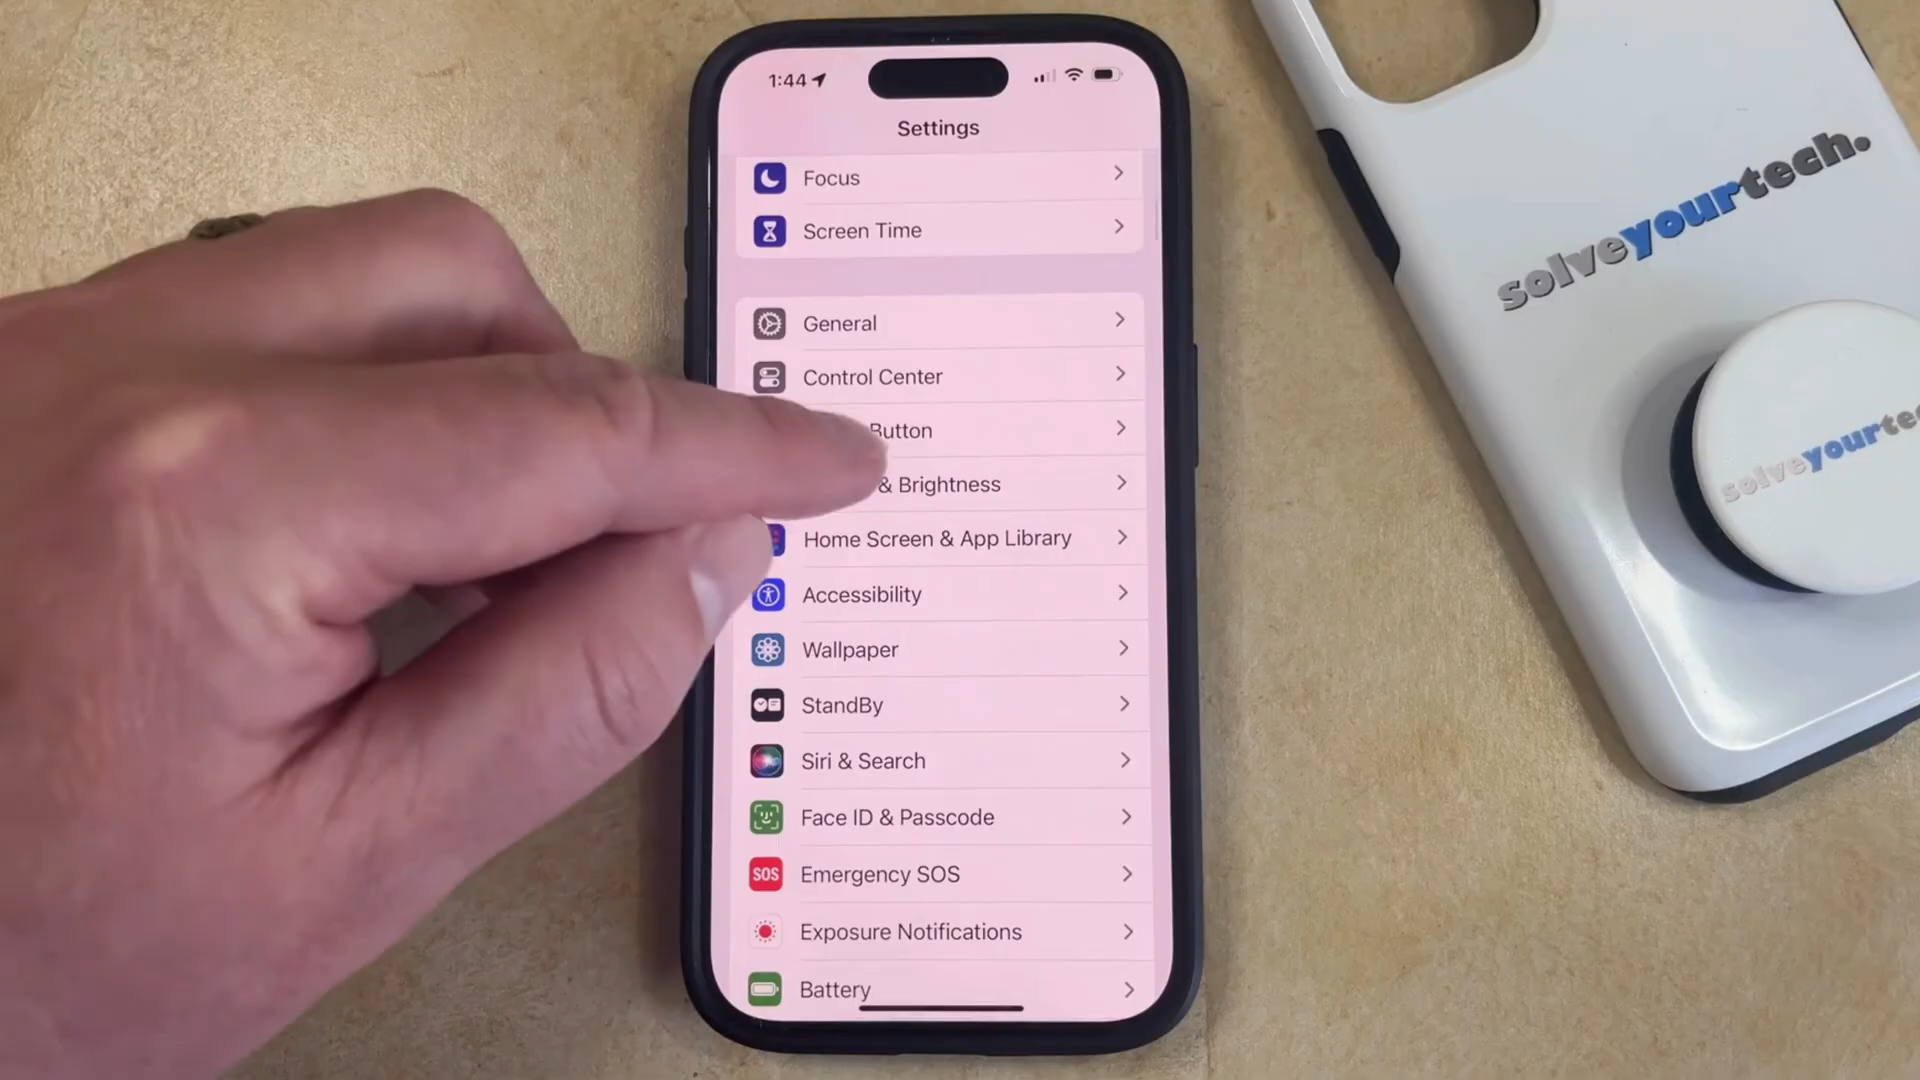 1:44
Settings
Focus
Screen Time
General
Control Center
Button
& Brightness
Home Screen & App Library
Accessibility
Wallpaper
StandBy
Siri & Search
Face ID & Passcode
SOS Emergency SOS
Exposure Notifications
Battery
solveyourtech.
solveyourtec